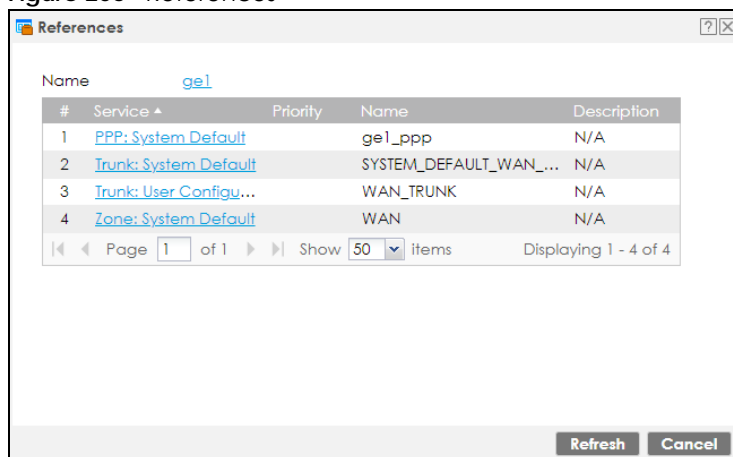 References
Name ge1
# Service Priority Name Description
1 PPP: System Default ge1_ppp N/A
2 Trunk: System Default SYSTEM_DEFAULT_WAN_... N/A
3 Trunk: User Configu... WAN_TRUNK N/A
4 Zone: System Default WAN N/A
Page 1 of 1 Show 50 items Displaying 1 - 4 of 4
Refresh Cancel